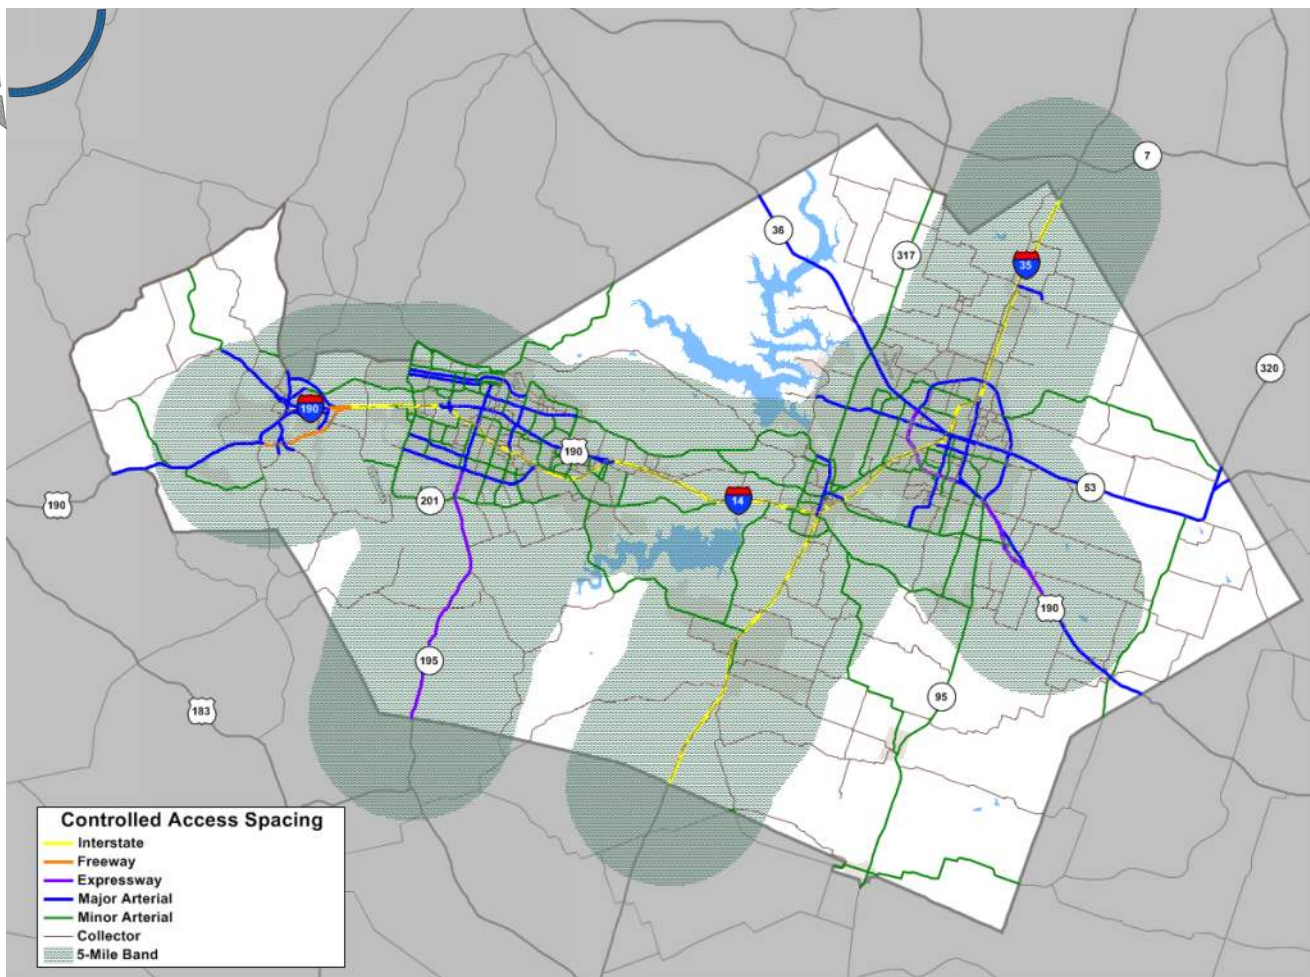 7
36
317
35
320
190
190
190
201
14
53
190
195
95
183
Controlled Access Spacing
Interstate
Freeway
Expressway
Major Arterial
Minor Arterial
Collector
5-Mile Band